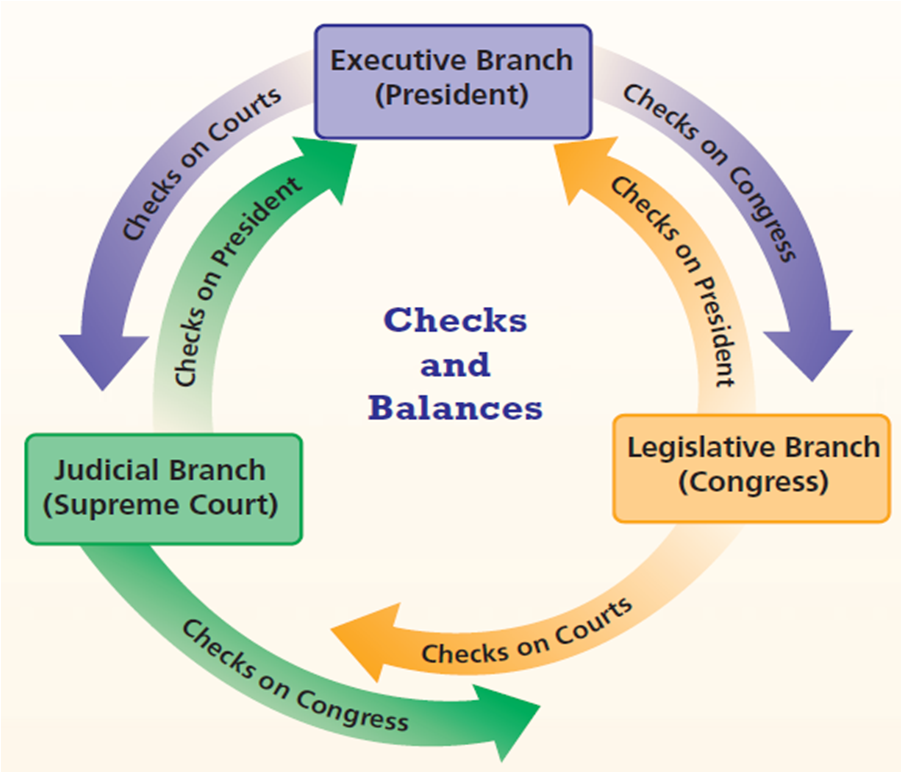 Executive Branch
(President)
Checks on Courts
Checks on President
Checks on Congress
Checks on President
Checks
and
Balances
Judicial Branch
(Supreme Court)
Legislative Branch
(Congress)
Checks on Courts
Checks on Congress